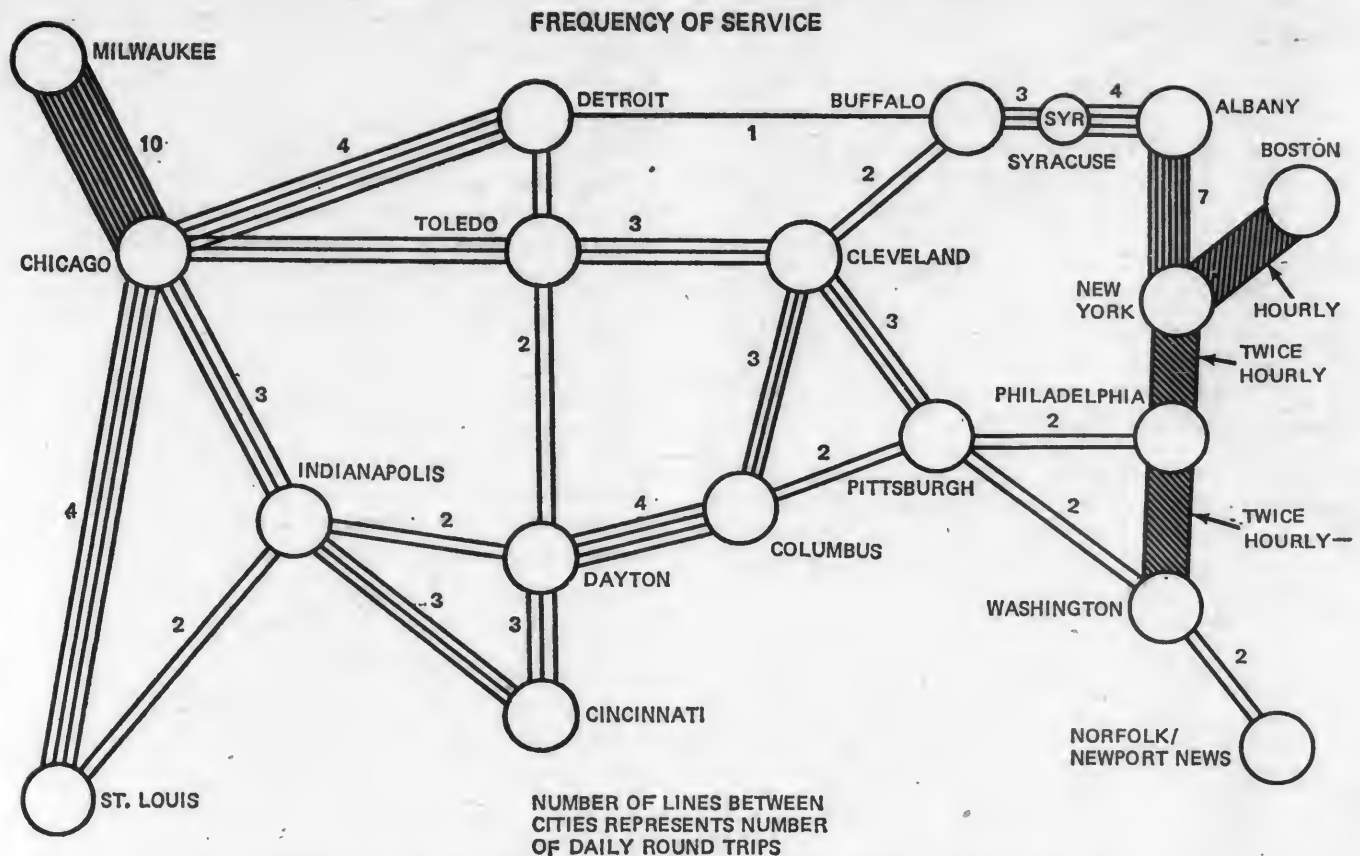 FREQUENCY OF SERVICE
MILWAUKEE
10
4
DETROIT
1
BUFFALO
3
SYR
4
ALBANY
SYRACUSE
BOSTON
2
7
TOLEDO
3
CHICAGO
CLEVELAND
NEW
YORK
HOURLY
TWICE
HOURLY
3
2
3
3
PHILADELPHIA
2
INDIANAPOLIS
4
2
4
2
PITTSBURGH
2
TWICE
HOURLY
COLUMBUS
DAYTON
WASHINGTON
2
3
3
2
CINCINNATI
NORFOLK/
NEWPORT NEWS
ST. LOUIS
NUMBER OF LINES BETWEEN
CITIES REPRESENTS NUMBER
OF DAILY ROUND TRIPS